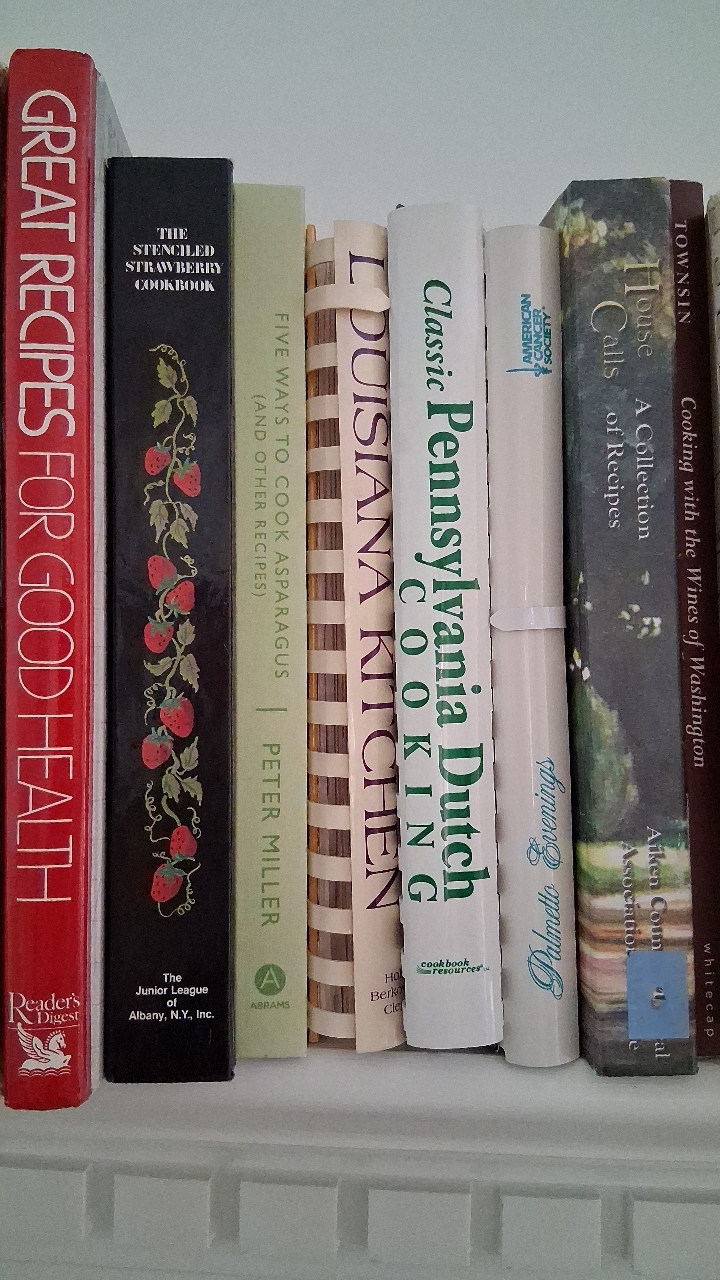 GREAT RECIPES FOR GOOD HEALTH
Reader's
Digest
THE
STENCILED
STRAWBERRY
COOKBOOK
The
Junior League
of
Albany, N.Y., Inc.
FIVE WAYS TO COOK ASPARAGUS
(AND OTHER RECIPES)
PETER MILLER
A
ABRAMS
LOUISIANA KITCHEN
Classic Pennsylvania Dutch
COOKING
cookbook
resources
AMERICAN
CANCER
SOCIETY
Palmetto Evenings
House
Calls
A Collection
of Recipes
Aiken
TOWNSIN
Cooking with the Wines of Washington
whitecap